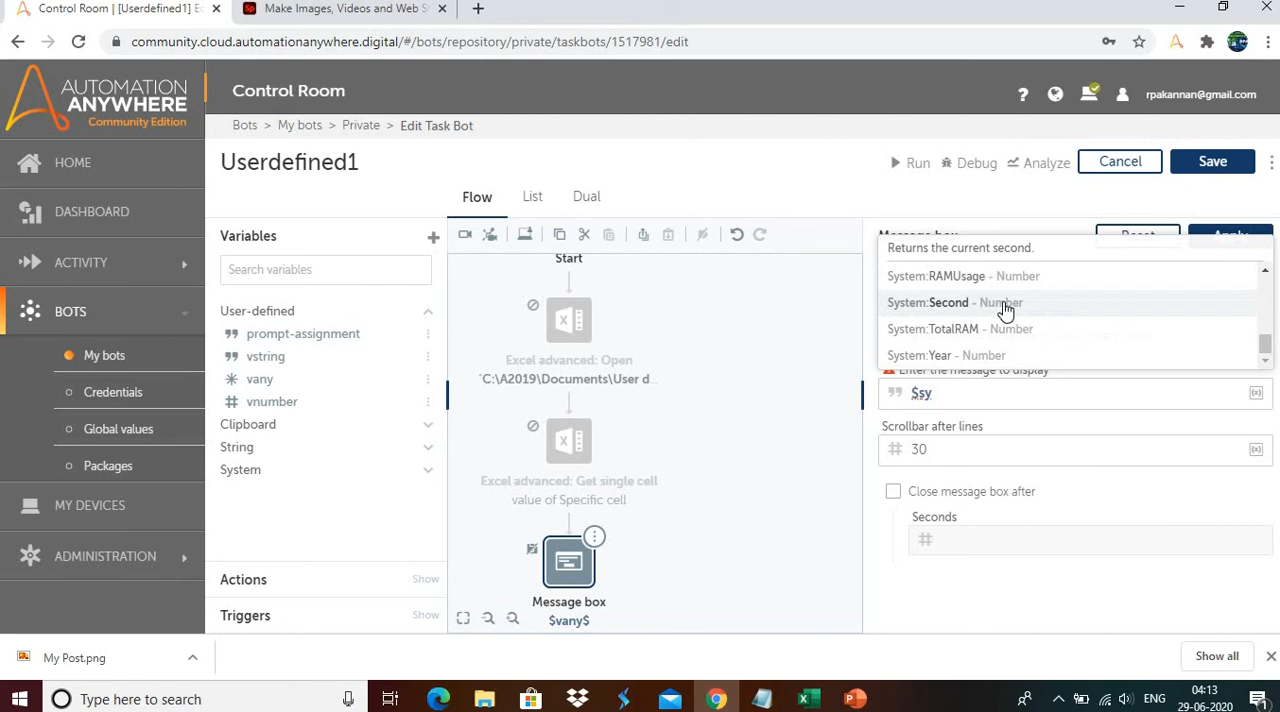 Control Room | [Userdefined1] Ec
Make Images, Videos and Web S
community.cloud.automationanywhere.digital/#/bots/repository/private/taskbots/1517981/edit
AUTOMATION
ANYWHERE
Community Edition
Control Room
rpakannan@gmail.com
Bots > My bots > Private > Edit Task Bot
HOME
DASHBOARD
ACTIVITY
BOTS
My bots
Credentials
Global values
Packages
MY DEVICES
ADMINISTRATION
Userdefined1
Run
Debug
Analyze
Cancel
Save
Flow
List
Dual
Variables
Search variables
User-defined
prompt-assignment
vstring
vany
vnumber
Clipboard
String
System
Actions
Show
Triggers
Show
Start
Excel advanced: Open
"C:\A2019\Documents\User d...
Excel advanced: Get single cell
value of Specific cell
Message box
$vany$
Message box
Reset
Apply
Returns the current second.
System:RAMUsage - Number
System:Second - Number
System:TotalRAM - Number
System:Year - Number
Enter the message to display
$sy
Scrollbar after lines
30
Close message box after
Seconds
My Post.png
Show all
Type here to search
ENG
04:13
29-06-2020